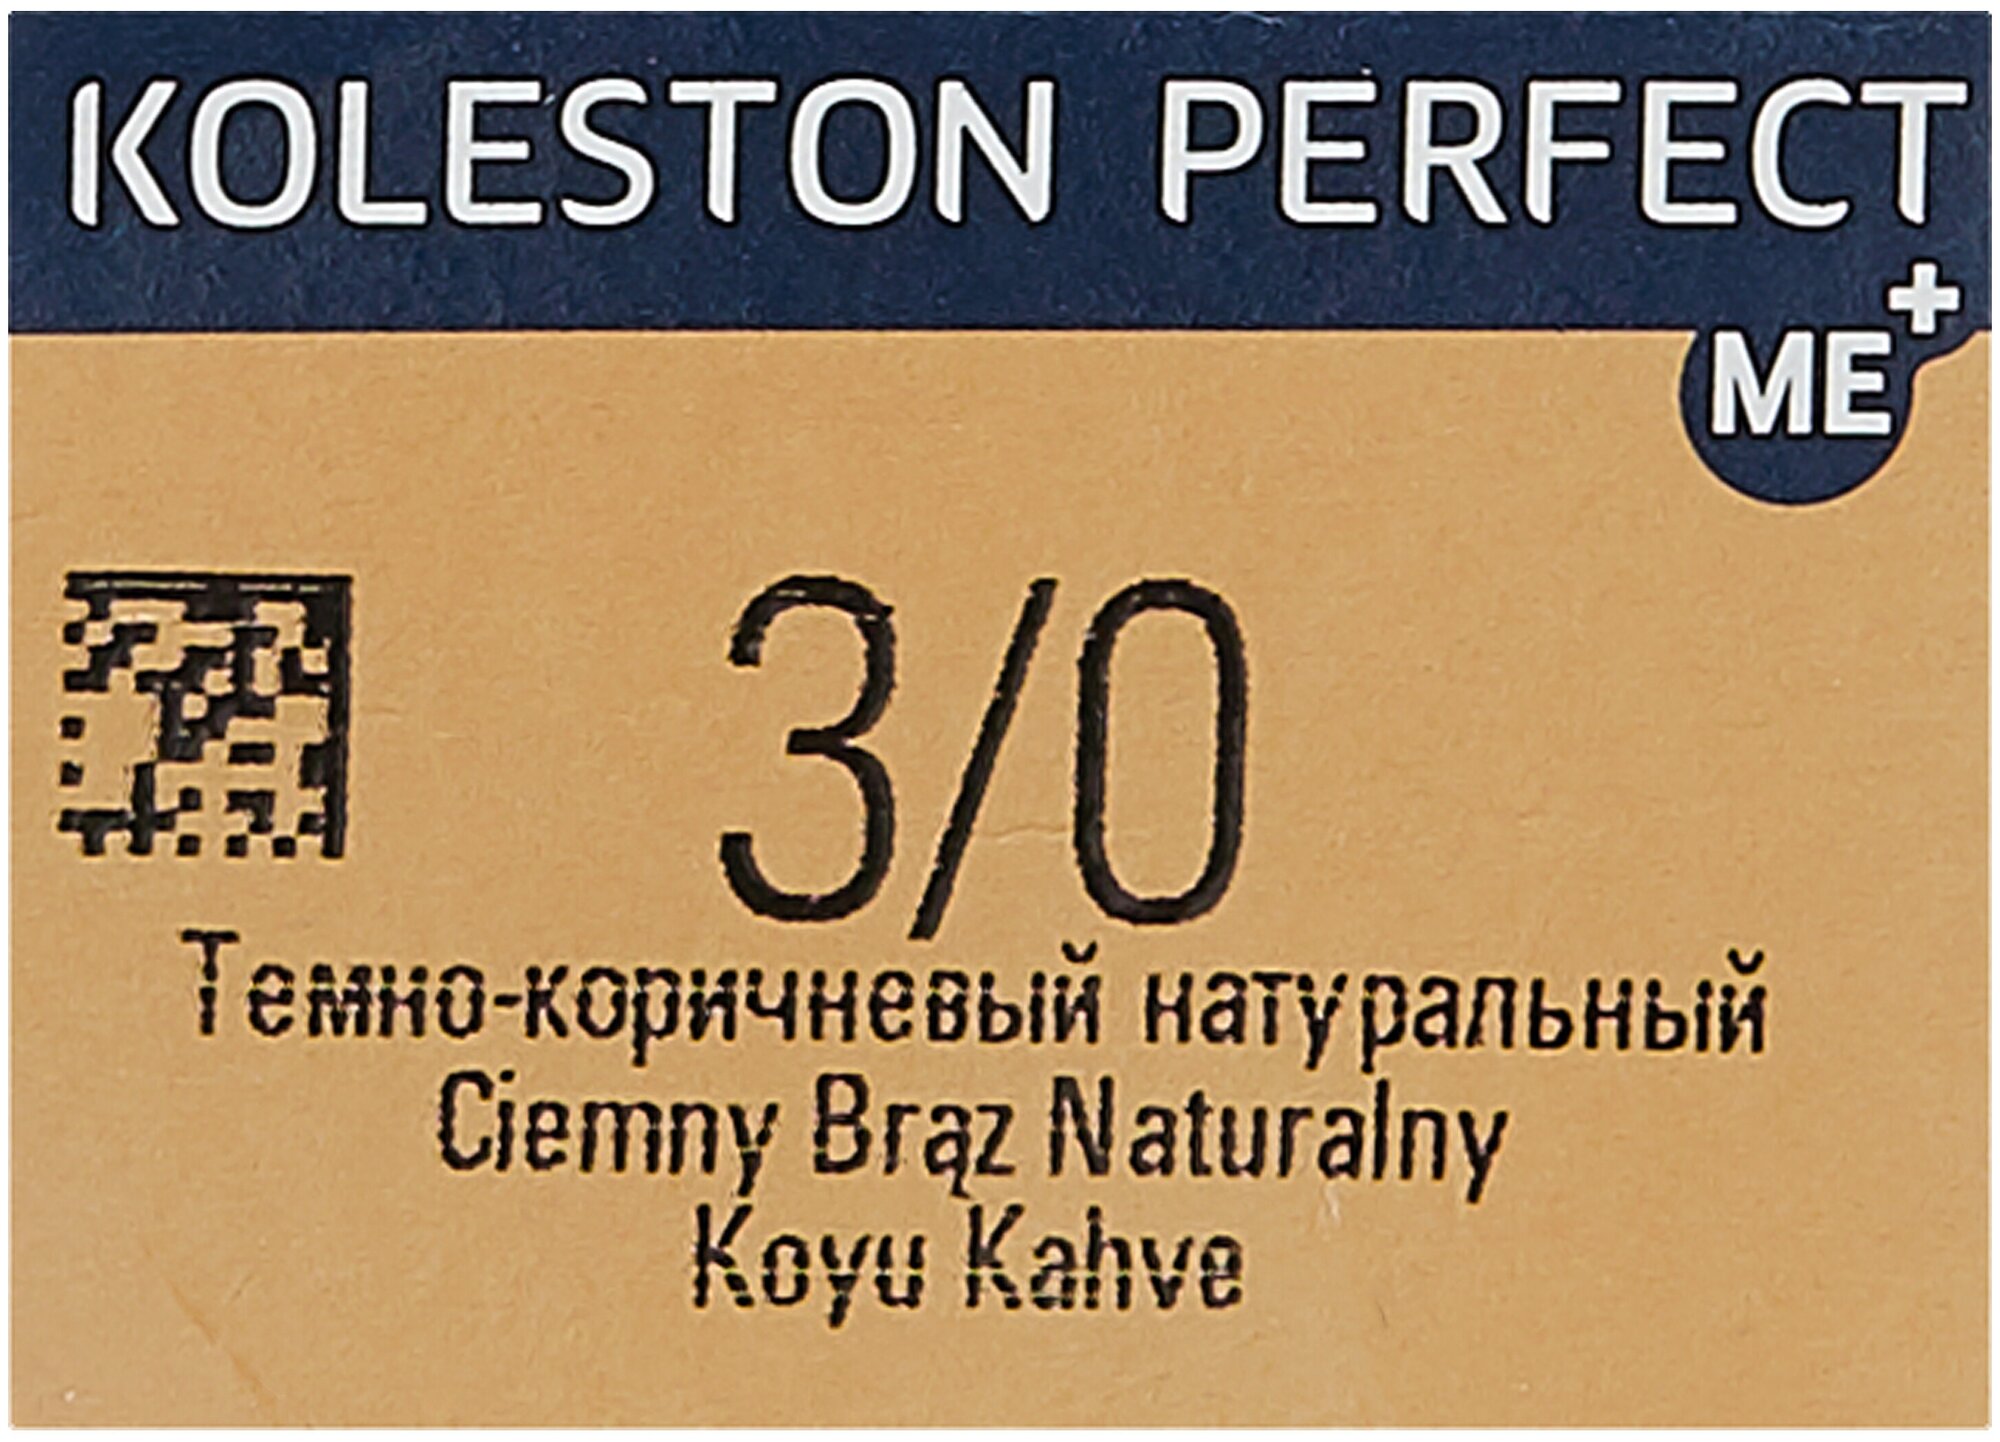 KOLESTON PERFECT
ME+
3/0
Темно-коричневый натуральный
Ciemny Brąz Naturalny
Koyu Kahve